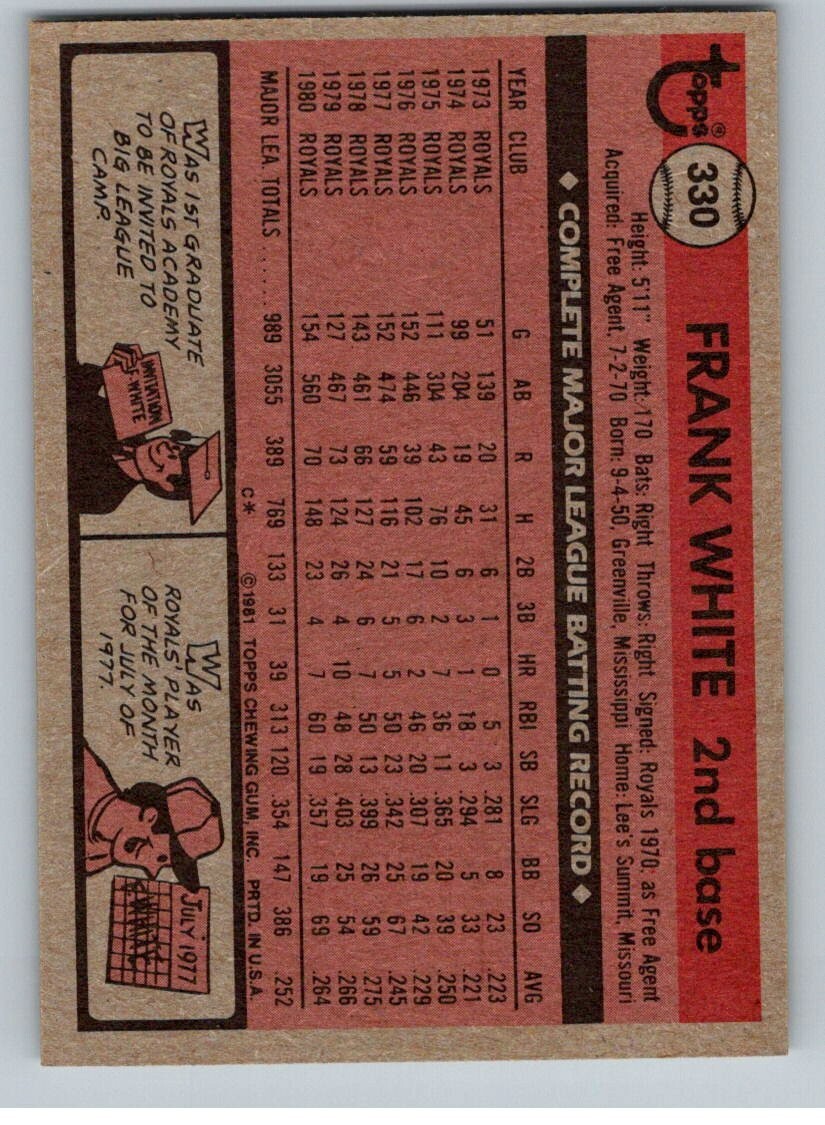 Topps®
330
FRANK WHITE 2nd base
Height: 5'11" Weight: 170 Bats: Right Throws: Right Signed: Royals 1970, as Free Agent
Acquired: Free Agent, 7-2-70 Born: 9-4-50, Greenville, Mississippi Home: Lee's Summit, Missouri
◆ COMPLETE MAJOR LEAGUE BATTING RECORD ◆
YEAR CLUB G AB R H 2B 3B HR RBI SB SLG BB SO AVG
1973 ROYALS 51 139 20 31 6 1 0 5 3 .281 8 23 .223
1974 ROYALS 99 204 19 45 6 3 1 18 3 .294 5 33 .221
1975 ROYALS 111 304 43 76 10 2 7 36 11 .365 20 39 .250
1976 ROYALS 152 446 39 102 17 6 2 46 20 .307 19 42 .229
1977 ROYALS 152 474 59 116 21 5 5 50 23 .342 25 67 .245
1978 ROYALS 143 461 66 127 24 6 7 50 13 .399 26 59 .275
1979 ROYALS 127 467 73 124 26 4 10 48 28 .403 25 54 .266
1980 ROYALS 154 560 70 148 23 4 7 60 19 .357 19 69 .264
MAJOR LEA. TOTALS ...... 989 3055 389 769 133 31 39 313 120 .354 147 386 .252
C* ©1981 TOPPS CHEWING GUM, INC. PRTD. IN U.S.A.
WAS 1ST GRADUATE
OF ROYALS ACADEMY
TO BE INVITED TO
BIG LEAGUE
CAMP.
INVITATION
F. WHITE
WAS
ROYALS' PLAYER
OF THE MONTH
FOR JULY OF
1977.
JULY 1977